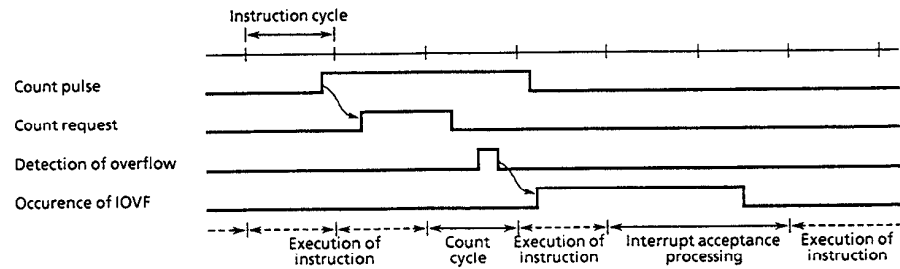 Instruction cycle
Count pulse
Count request
Detection of overflow
Occurence of IOVF
Execution of
instruction
Count
cycle
Execution of
instruction
Interrupt acceptance
processing
Execution of
instruction